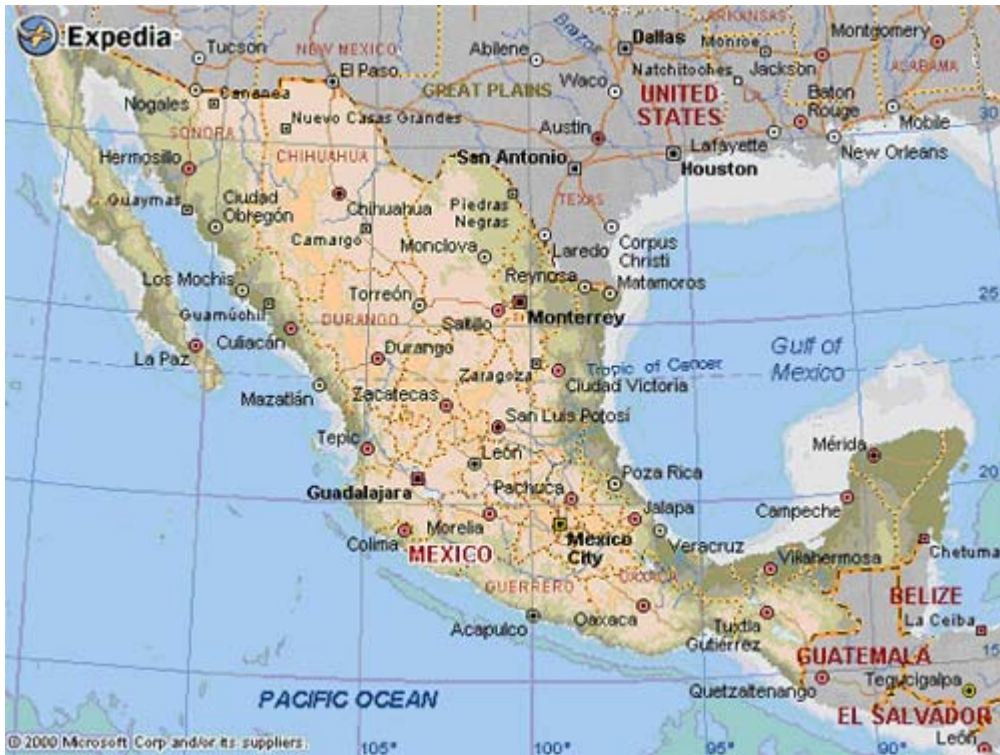 Expedia
Tucson
NEW MEXICO
El Paso
Abilene
Brazos
Dallas
ARKANSAS
Monroe
Montgomery
Natchitoches
Jackson
ALABAMA
Waco
GREAT PLAINS
UNITED
STATES
LA.
Baton
Rouge
Nogales
Cananea
Nuevo Casas Grandes
Austin
Lafayette
Mobile
30
SONORA
Hermosillo
CHIHUAHUA
San Antonio
Houston
New Orleans
Guaymas
Ciudad
Obregón
Chihuahua
Piedras
Negras
TEXAS
Camargo
Monclova
Laredo
Corpus
Christi
Los Mochis
Torreón
Reynosa
Matamoros
25
Guamúchil
DURANGO
Saltillo
Monterrey
La Paz
Culiacán
Durango
Zaragoza
Tropic of Cancer
Gulf of
Mexico
Ciudad Victoria
Mazatlán
Zacatecas
San Luis Potosí
Tepic
León
Mérida
Guadalajara
Pachuca
Poza Rica
20
Colima
Morelia
Jalapa
Campeche
MEXICO
Mexico
City
Veracruz
Villahermosa
Chetumal
GUERRERO
OAXACA
BELIZE
Acapulco
Oaxaca
Tuxtla
Gutiérrez
La Ceiba
GUATEMALA
15
Quetzaltenango
Tegucigalpa
PACIFIC OCEAN
EL SALVADOR
León
© 2000 Microsoft Corp and/or its suppliers.
105°
100°
95°
90°